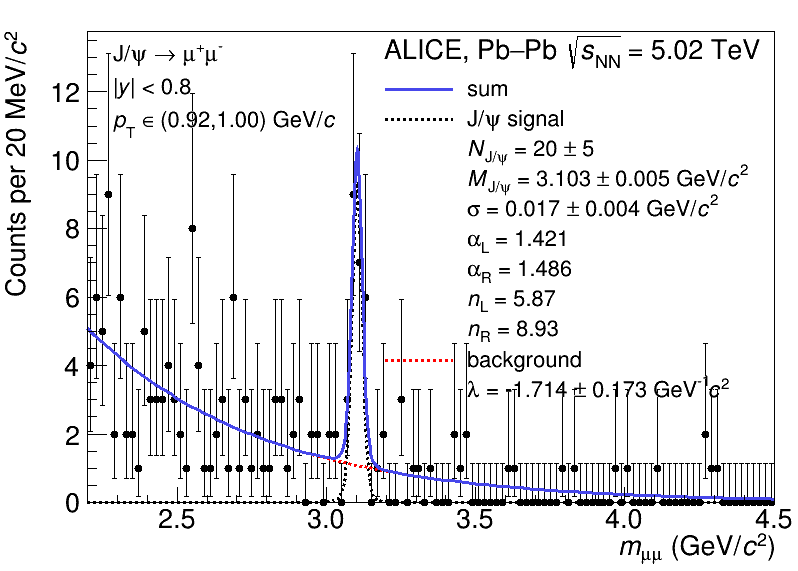 Counts per 20 MeV/c²
J/ψ → μ⁺μ⁻
|y| < 0.8
p_T ∈ (0.92,1.00) GeV/c
ALICE, Pb–Pb √s_NN = 5.02 TeV
sum
J/ψ signal
N_J/ψ = 20 ± 5
M_J/ψ = 3.103 ± 0.005 GeV/c²
σ = 0.017 ± 0.004 GeV/c²
α_L = 1.421
α_R = 1.486
n_L = 5.87
n_R = 8.93
background
λ = -1.714 ± 0.173 GeV⁻¹c²
12
10
8
6
4
2
0
2.5 3.0 3.5 4.0 4.5
m_μμ (GeV/c²)